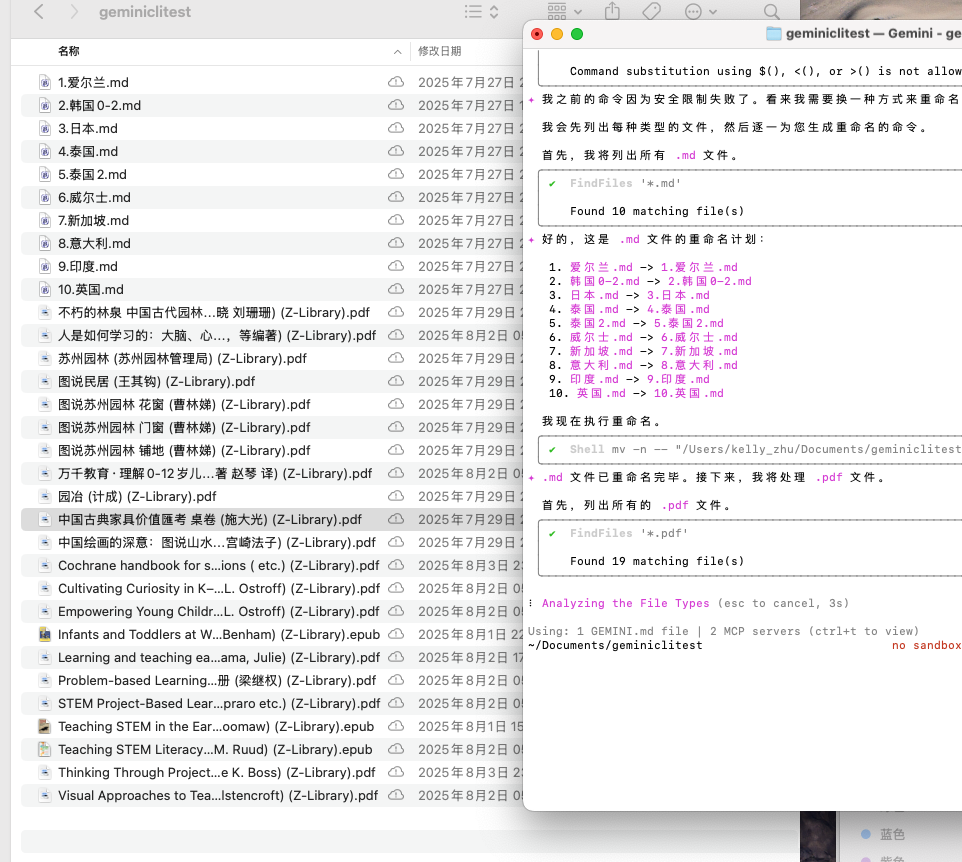 geminiclitest
名称
修改日期
1.爱尔兰.md
2025年7月27日
2.韩国0-2.md
2025年7月27日
3.日本.md
2025年7月27日
4.泰国.md
2025年7月27日
5.泰国2.md
2025年7月27日
6.威尔士.md
2025年7月27日
7.新加坡.md
2025年7月27日
8.意大利.md
2025年7月27日
9.印度.md
2025年7月27日
10.英国.md
2025年7月27日
不朽的林泉 中国古代园林…晓 刘珊珊) (Z-Library).pdf
2025年7月29日
人是如何学习的：大脑、心…，等编著) (Z-Library).pdf
2025年8月2日 05
苏州园林 (苏州园林管理局) (Z-Library).pdf
2025年7月29日
图说民居 (王其钧) (Z-Library).pdf
2025年7月29日
图说苏州园林 花窗 (曹林娣) (Z-Library).pdf
2025年7月29日
图说苏州园林 门窗 (曹林娣) (Z-Library).pdf
2025年7月29日
图说苏州园林 铺地 (曹林娣) (Z-Library).pdf
2025年7月29日
万千教育·理解0-12岁儿…著 赵琴 译) (Z-Library).pdf
2025年8月2日 05
园冶 (计成) (Z-Library).pdf
2025年7月29日
中国古典家具价值匯考 桌卷 (施大光) (Z-Library).pdf
2025年7月29日
中国绘画的深意：图说山水…宫崎法子) (Z-Library).pdf
2025年7月29日
Cochrane handbook for s…ions ( etc.) (Z-Library).pdf
2025年8月3日 23
Cultivating Curiosity in K–…L. Ostroff) (Z-Library).pdf
2025年8月2日 05
Empowering Young Childr…L. Ostroff) (Z-Library).pdf
2025年8月2日 05
Infants and Toddlers at W…Benham) (Z-Library).epub
2025年8月1日 22
Learning and teaching ea…ama, Julie) (Z-Library).pdf
2025年8月2日 17
Problem-based Learning…册 (梁继权) (Z-Library).pdf
2025年8月2日 05
STEM Project-Based Lear…praro etc.) (Z-Library).pdf
2025年8月2日 05
Teaching STEM in the Ear…oomaw) (Z-Library).epub
2025年8月1日 15
Teaching STEM Literacy…M. Ruud) (Z-Library).epub
2025年8月2日 05
Thinking Through Project…e K. Boss) (Z-Library).pdf
2025年8月3日 23
Visual Approaches to Tea…lstencroft) (Z-Library).pdf
2025年8月2日 05
geminiclitest — Gemini - ge
Command substitution using $(), <(), or >() is not allow
✦ 我之前的命令因为安全限制失败了。看来我需要换一种方式来重命名
我会先列出每种类型的文件，然后逐一为您生成重命名的命令。
首先，我将列出所有 .md 文件。
✔ FindFiles '*.md'
Found 10 matching file(s)
✦ 好的，这是 .md 文件的重命名计划：
1. 爱尔兰.md -> 1.爱尔兰.md
2. 韩国0-2.md -> 2.韩国0-2.md
3. 日本.md -> 3.日本.md
4. 泰国.md -> 4.泰国.md
5. 泰国2.md -> 5.泰国2.md
6. 威尔士.md -> 6.威尔士.md
7. 新加坡.md -> 7.新加坡.md
8. 意大利.md -> 8.意大利.md
9. 印度.md -> 9.印度.md
10. 英国.md -> 10.英国.md
我现在执行重命名。
✔ Shell mv -n -- "/Users/kelly_zhu/Documents/geminiclitest
✦ .md 文件已重命名完毕。接下来，我将处理 .pdf 文件。
首先，列出所有的 .pdf 文件。
✔ FindFiles '*.pdf'
Found 19 matching file(s)
Analyzing the File Types (esc to cancel, 3s)
Using: 1 GEMINI.md file | 2 MCP servers (ctrl+t to view)
~/Documents/geminiclitest
no sandbox
蓝色